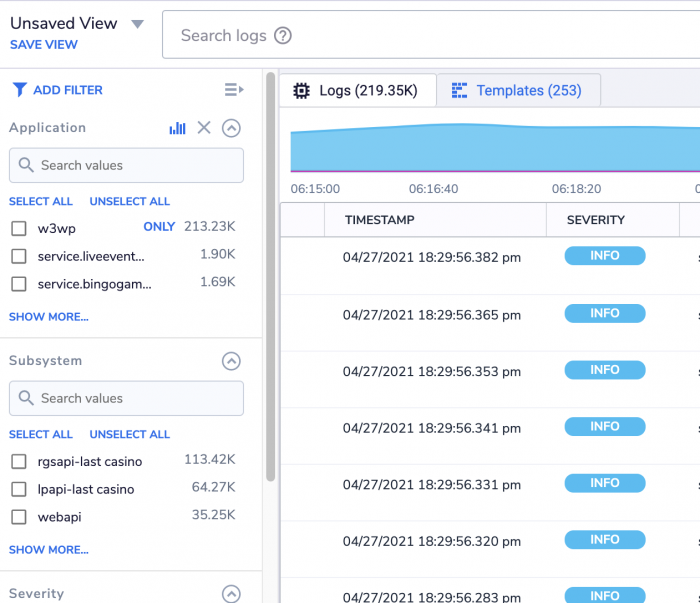 Unsaved View
SAVE VIEW
Search logs
ADD FILTER
Application
Search values
SELECT ALL UNSELECT ALL
w3wp ONLY 213.23K
service.liveevent... 1.90K
service.bingogam... 1.69K
SHOW MORE...
Subsystem
Search values
SELECT ALL UNSELECT ALL
rgsapi-last casino 113.42K
lpapi-last casino 64.27K
webapi 35.25K
SHOW MORE...
Severity
Logs (219.35K) Templates (253)
06:15:00 06:16:40 06:18:20
TIMESTAMP SEVERITY
04/27/2021 18:29:56.382 pm INFO
04/27/2021 18:29:56.365 pm INFO
04/27/2021 18:29:56.353 pm INFO
04/27/2021 18:29:56.341 pm INFO
04/27/2021 18:29:56.331 pm INFO
04/27/2021 18:29:56.320 pm INFO
04/27/2021 18:29:56.283 pm INFO